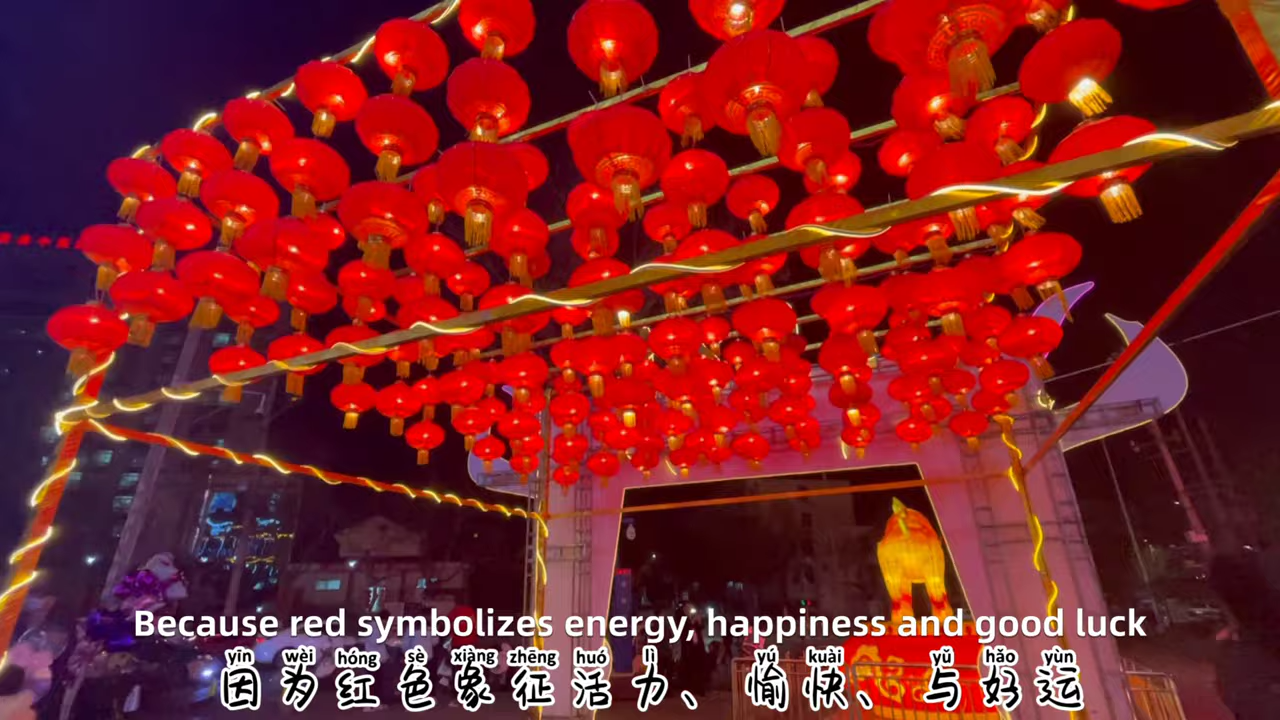 Because red symbolizes energy, happiness and good luck
yīn wèi hóng sè xiàng zhēng huó lì yú kuài yǔ hǎo yùn
因为红色象征活力、愉快、与好运